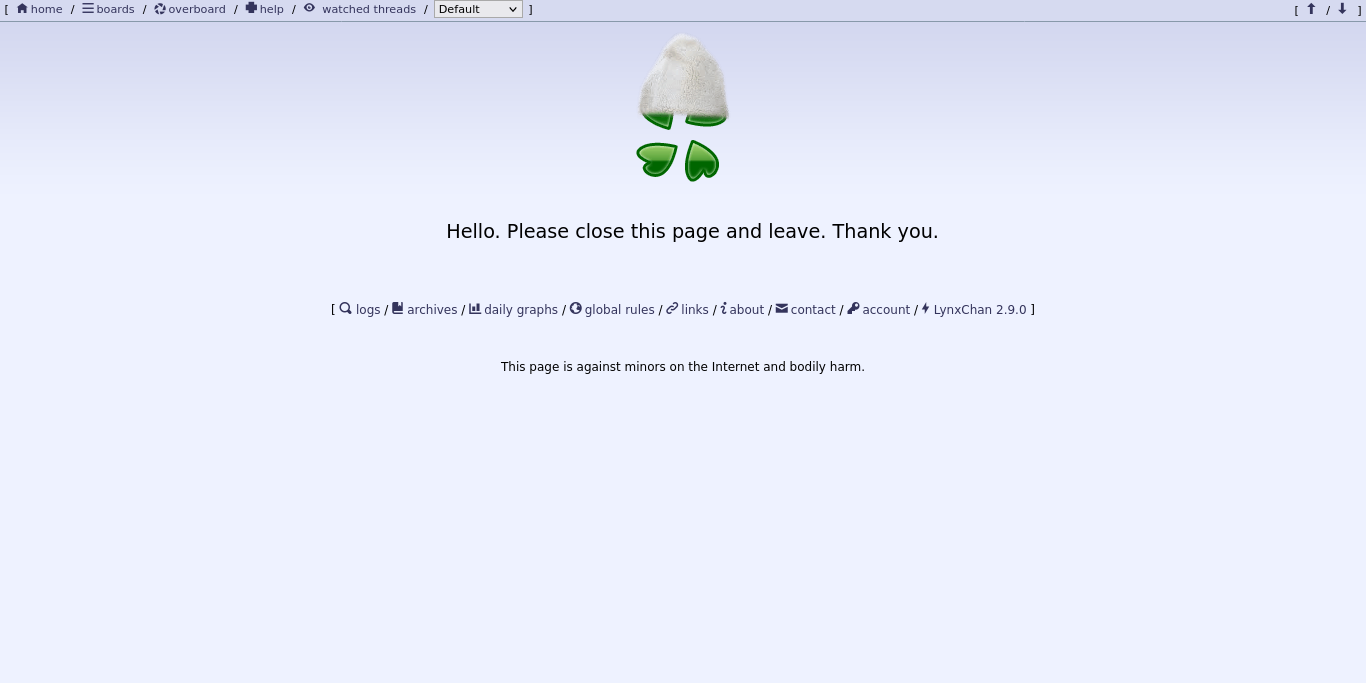 [ home / boards / overboard / help / watched threads / Default ] [ / ]
Hello. Please close this page and leave. Thank you.
[ logs / archives / daily graphs / global rules / links / about / contact / account / LynxChan 2.9.0 ]
This page is against minors on the Internet and bodily harm.